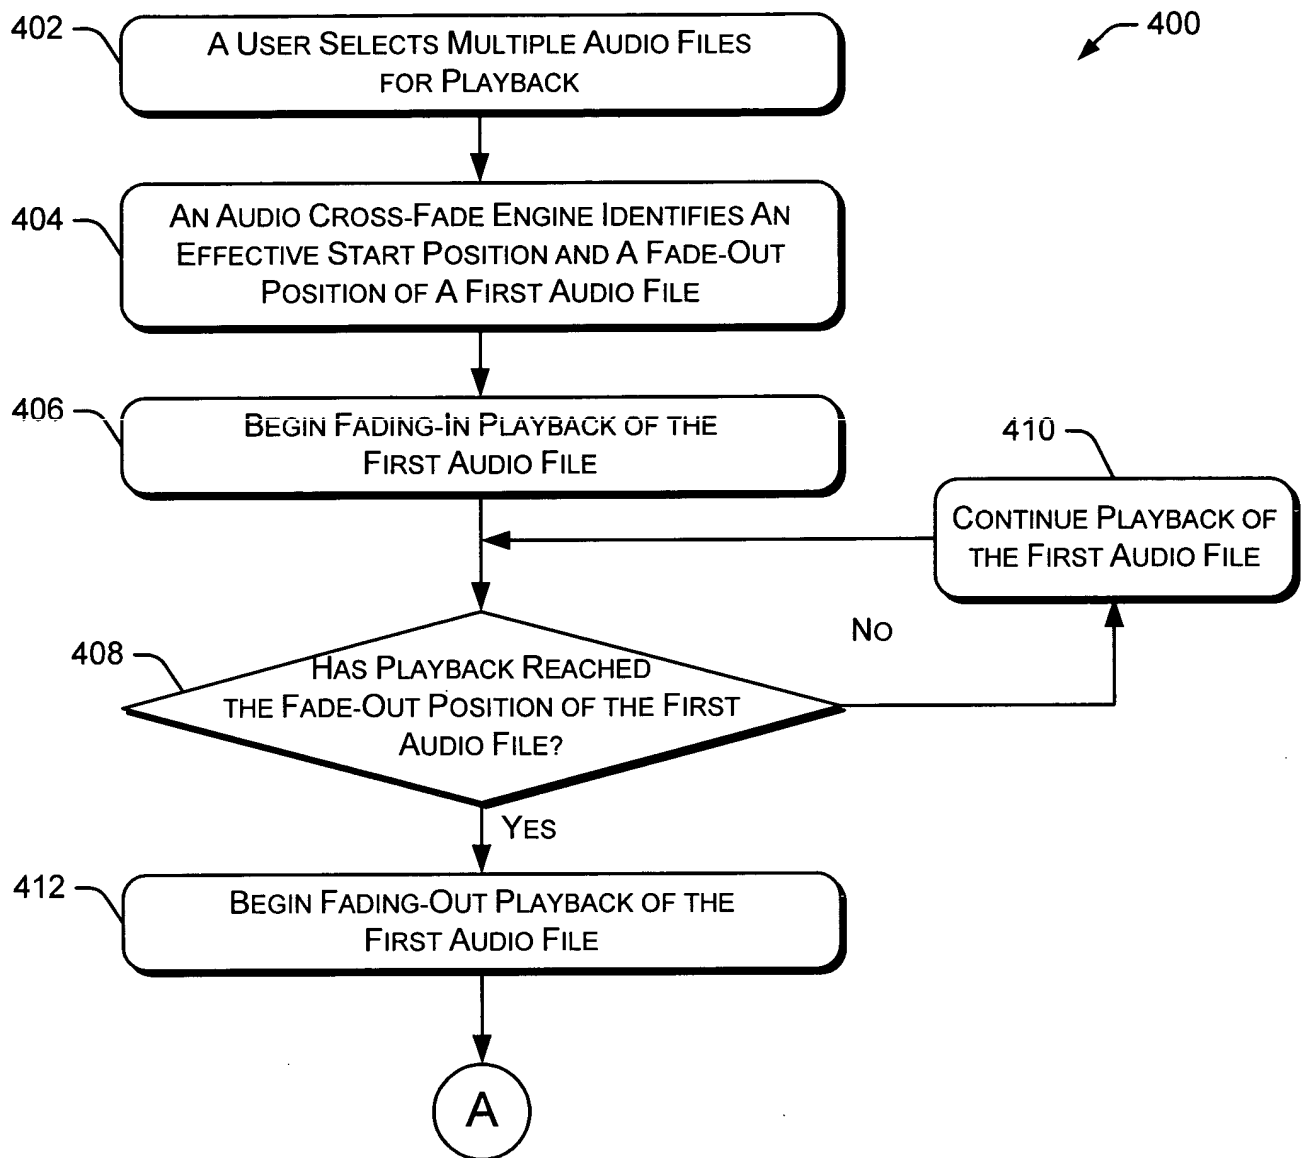 402
A USER SELECTS MULTIPLE AUDIO FILES
FOR PLAYBACK
400
404
AN AUDIO CROSS-FADE ENGINE IDENTIFIES AN
EFFECTIVE START POSITION AND A FADE-OUT
POSITION OF A FIRST AUDIO FILE
406
BEGIN FADING-IN PLAYBACK OF THE
FIRST AUDIO FILE
410
CONTINUE PLAYBACK OF
THE FIRST AUDIO FILE
NO
408
HAS PLAYBACK REACHED
THE FADE-OUT POSITION OF THE FIRST
AUDIO FILE?
YES
412
BEGIN FADING-OUT PLAYBACK OF THE
FIRST AUDIO FILE
A